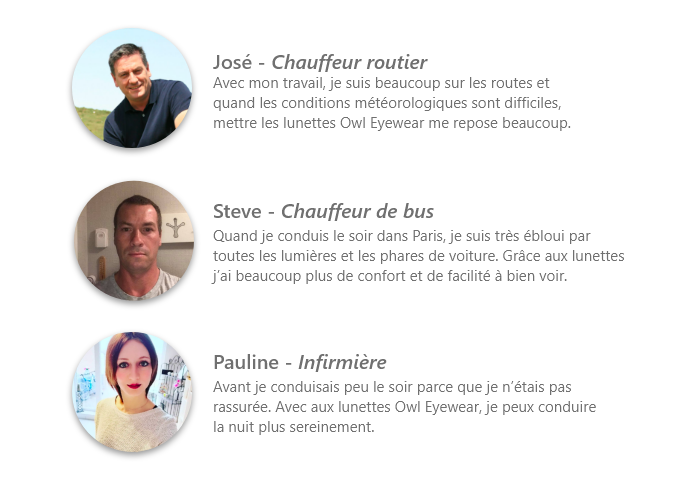 José - Chauffeur routier
Avec mon travail, je suis beaucoup sur les routes et
quand les conditions météorologiques sont difficiles,
mettre les lunettes Owl Eyewear me repose beaucoup.
Steve - Chauffeur de bus
Quand je conduis le soir dans Paris, je suis très ébloui par
toutes les lumières et les phares de voiture. Grâce aux lunettes
j’ai beaucoup plus de confort et de facilité à bien voir.
Pauline - Infirmière
Avant je conduisais peu le soir parce que je n’étais pas
rassurée. Avec aux lunettes Owl Eyewear, je peux conduire
la nuit plus sereinement.